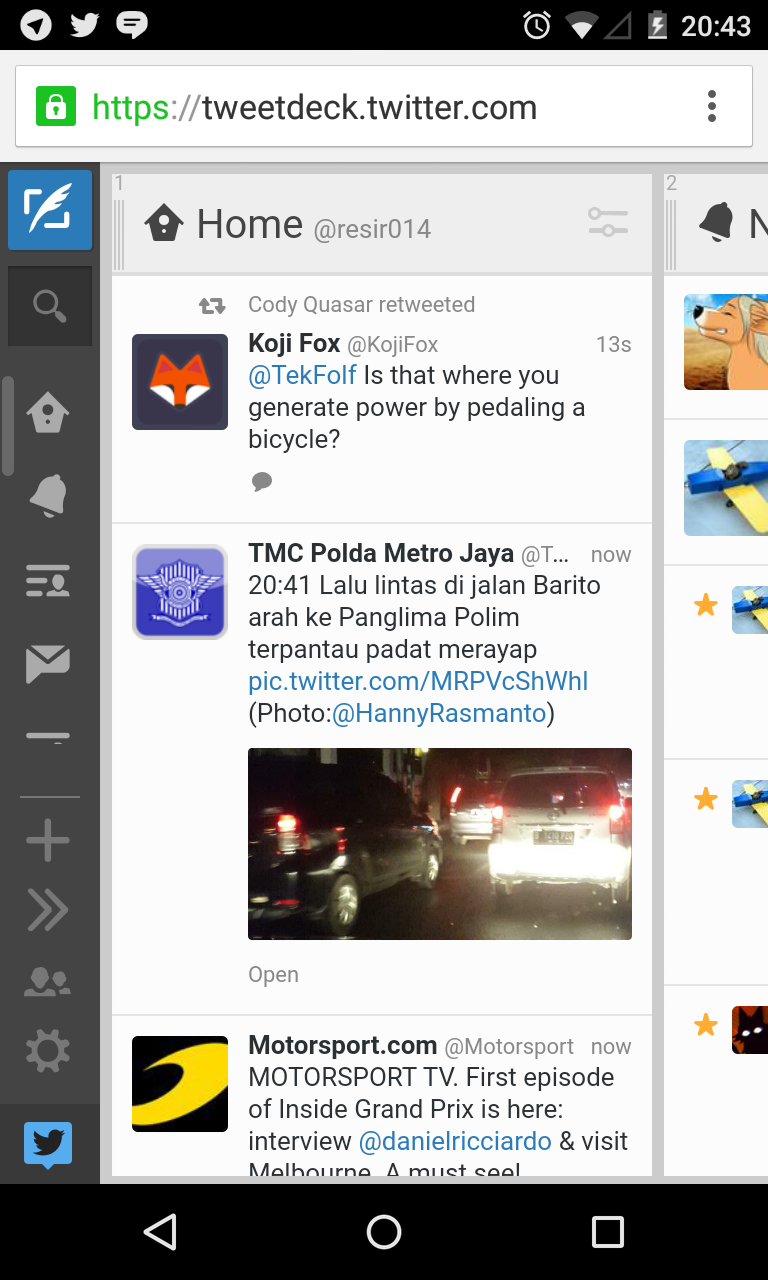 20:43
https://tweetdeck.twitter.com
1
Home @resir014
Cody Quasar retweeted
Koji Fox @KojiFox 13s
@TekFolf Is that where you
generate power by pedaling a
bicycle?
TMC Polda Metro Jaya @T... now
20:41 Lalu lintas di jalan Barito
arah ke Panglima Polim
terpantau padat merayap
pic.twitter.com/MRPVcShWhl
(Photo:@HannyRasmanto)
Open
Motorsport.com @Motorsport now
MOTORSPORT TV. First episode
of Inside Grand Prix is here:
interview @danielricciardo & visit
Melbourne. A must see!
2
N